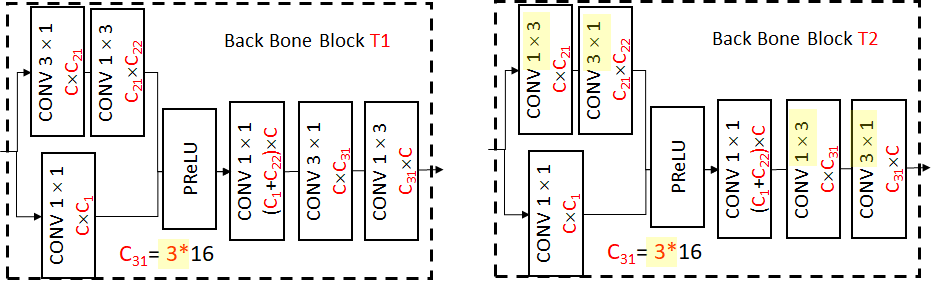 Back Bone Block T1
CONV 3 × 1
C×C21
CONV 1 × 3
C21×C22
CONV 1 × 1
C×C1
PReLU
CONV 1 × 1
(C1+C22)×C
CONV 3 × 1
C×C31
CONV 1 × 3
C31×C
C31= 3*16
Back Bone Block T2
CONV 1 × 3
C×C21
CONV 3 × 1
C21×C22
CONV 1 × 1
C×C1
PReLU
CONV 1 × 1
(C1+C22)×C
CONV 1 × 3
C×C31
CONV 3 × 1
C31×C
C31= 3*16